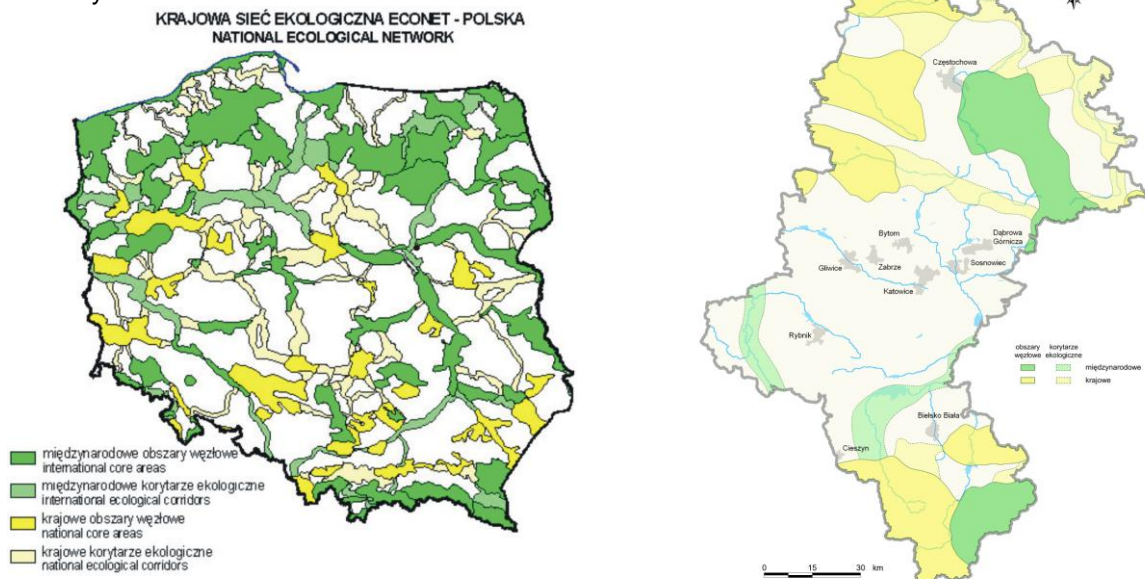 KRAJOWA SIEĆ EKOLOGICZNA ECONET - POLSKA
NATIONAL ECOLOGICAL NETWORK
międzynarodowe obszary węzłowe
international core areas
międzynarodowe korytarze ekologiczne
international ecological corridors
krajowe obszary węzłowe
national core areas
krajowe korytarze ekologiczne
national ecological corridors
Częstochowa
Bytom
Dąbrowa
Górnicza
Gliwice
Zabrze
Sosnowiec
Katowice
Rybnik
obszary korytarze
węzłowe ekologiczne
międzynarodowe
krajowe
Bielsko Biała
Cieszyn
0 15 30 km